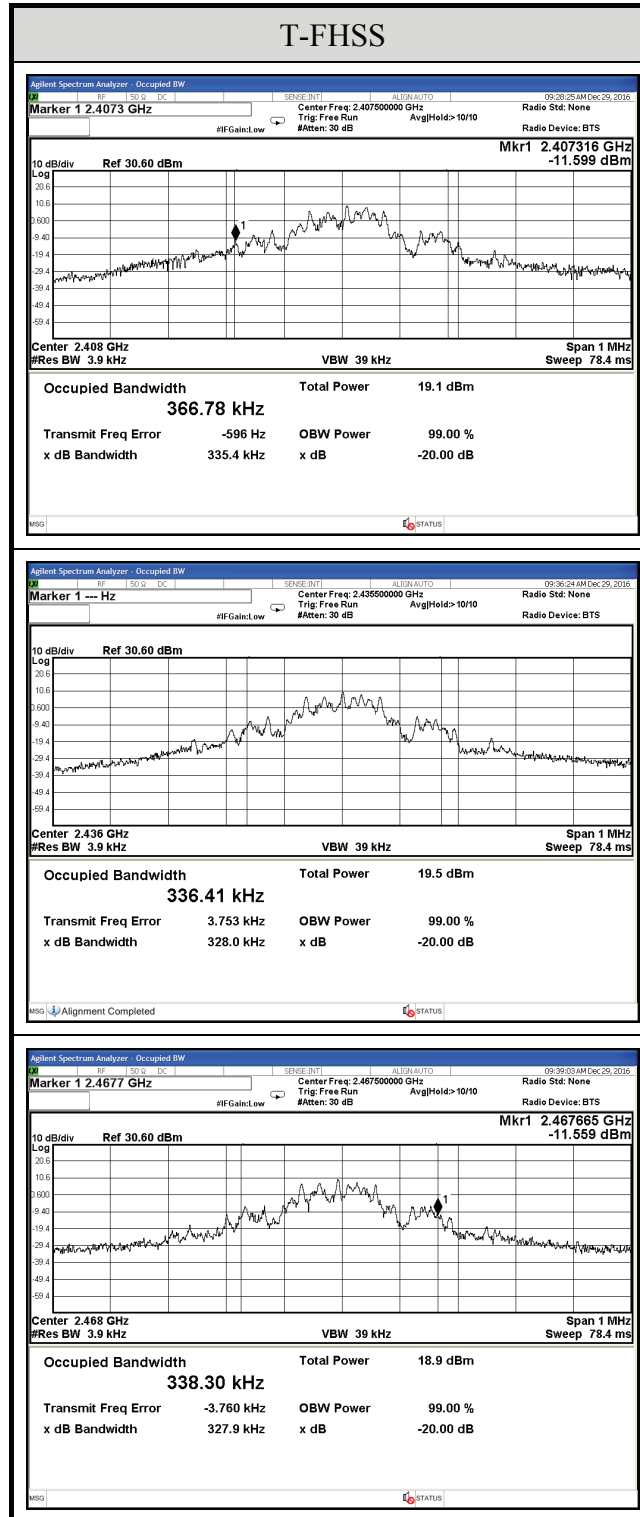 T-FHSS
Agilent Spectrum Analyzer - Occupied BW
LXI RF 50 Ω DC SENSE:INT ALIGN AUTO 09:28:25 AM Dec 29, 2016
Marker 1 2.4073 GHz Center Freq: 2.407500000 GHz Radio Std: None
Trig: Free Run Avg|Hold:>10/10
#IFGain:Low #Atten: 30 dB Radio Device: BTS
Mkr1 2.407316 GHz
10 dB/div Ref 30.60 dBm -11.599 dBm
Log
20.6
10.6
0.600
-9.40
-19.4
-29.4
-39.4
-49.4
-59.4
1
Center 2.408 GHz Span 1 MHz
#Res BW 3.9 kHz VBW 39 kHz Sweep 78.4 ms
Occupied Bandwidth Total Power 19.1 dBm
366.78 kHz
Transmit Freq Error -596 Hz OBW Power 99.00 %
x dB Bandwidth 335.4 kHz x dB -20.00 dB
MSG STATUS
Agilent Spectrum Analyzer - Occupied BW
LXI RF 50 Ω DC SENSE:INT ALIGN AUTO 09:36:24 AM Dec 29, 2016
Marker 1 --- Hz Center Freq: 2.435500000 GHz Radio Std: None
Trig: Free Run Avg|Hold:>10/10
#IFGain:Low #Atten: 30 dB Radio Device: BTS
10 dB/div Ref 30.60 dBm
Log
20.6
10.6
0.600
-9.40
-19.4
-29.4
-39.4
-49.4
-59.4
Center 2.436 GHz Span 1 MHz
#Res BW 3.9 kHz VBW 39 kHz Sweep 78.4 ms
Occupied Bandwidth Total Power 19.5 dBm
336.41 kHz
Transmit Freq Error 3.753 kHz OBW Power 99.00 %
x dB Bandwidth 328.0 kHz x dB -20.00 dB
MSG Alignment Completed STATUS
Agilent Spectrum Analyzer - Occupied BW
LXI RF 50 Ω DC SENSE:INT ALIGN AUTO 09:39:03 AM Dec 29, 2016
Marker 1 2.4677 GHz Center Freq: 2.467500000 GHz Radio Std: None
Trig: Free Run Avg|Hold:>10/10
#IFGain:Low #Atten: 30 dB Radio Device: BTS
Mkr1 2.467665 GHz
10 dB/div Ref 30.60 dBm -11.559 dBm
Log
20.6
10.6
0.600
-9.40
-19.4
-29.4
-39.4
-49.4
-59.4
1
Center 2.468 GHz Span 1 MHz
#Res BW 3.9 kHz VBW 39 kHz Sweep 78.4 ms
Occupied Bandwidth Total Power 18.9 dBm
338.30 kHz
Transmit Freq Error -3.760 kHz OBW Power 99.00 %
x dB Bandwidth 327.9 kHz x dB -20.00 dB
MSG STATUS